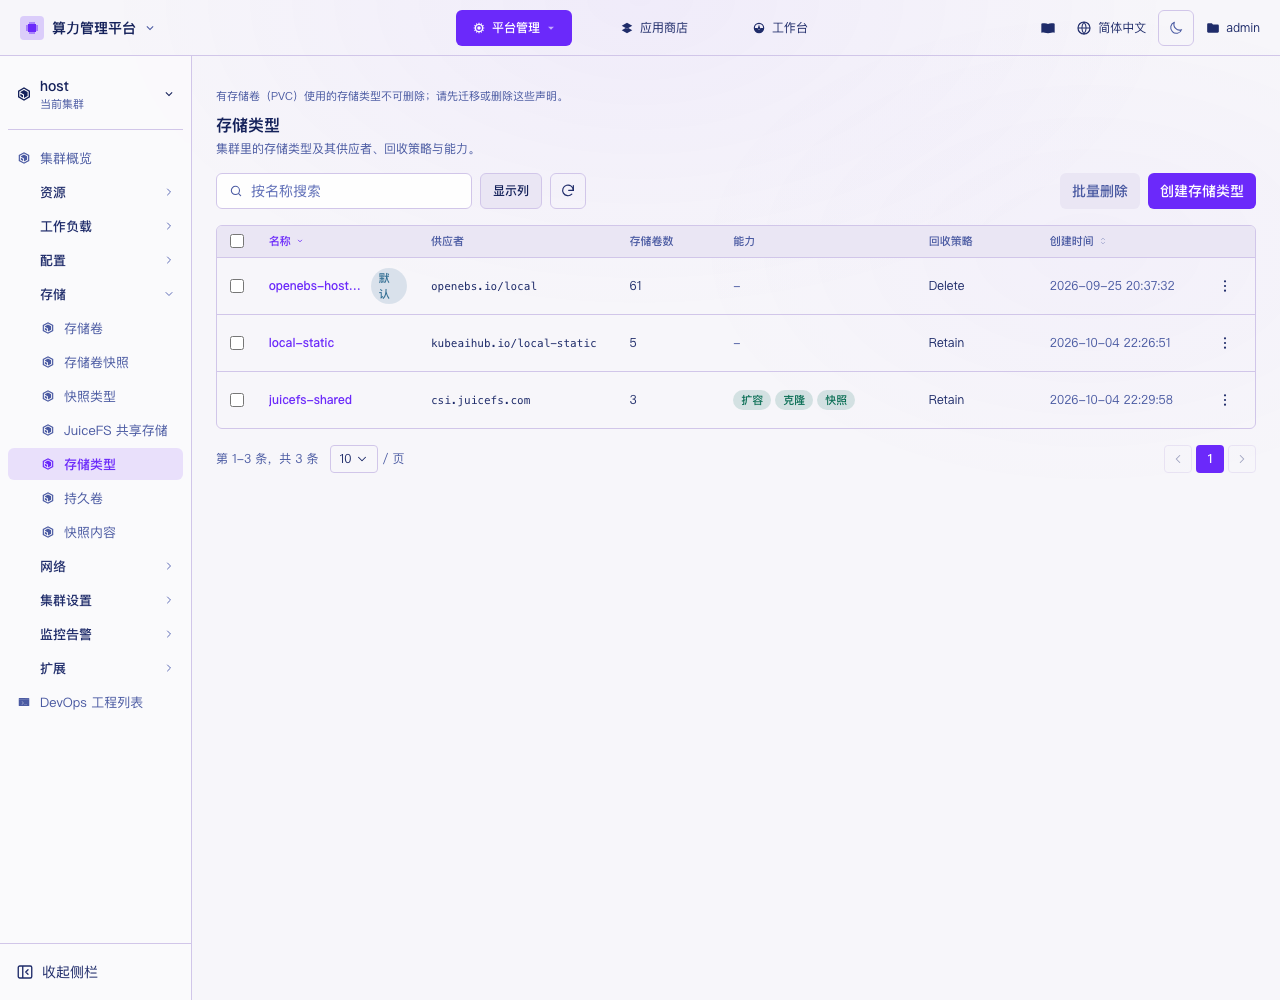 算力管理平台
平台管理
应用商店
工作台
简体中文
admin
host
当前集群
集群概览
资源
工作负载
配置
存储
存储卷
存储卷快照
快照类型
JuiceFS 共享存储
存储类型
持久卷
快照内容
网络
集群设置
监控告警
扩展
DevOps 工程列表
收起侧栏
有存储卷（PVC）使用的存储类型不可删除；请先迁移或删除这些声明。
存储类型
集群里的存储类型及其供应者、回收策略与能力。
按名称搜索
显示列
批量删除
创建存储类型
名称 供应者 存储卷数 能力 回收策略 创建时间
openebs-host... 默认 openebs.io/local 61 – Delete 2026-09-25 20:37:32
local-static kubeaihub.io/local-static 5 – Retain 2026-10-04 22:26:51
juicefs-shared csi.juicefs.com 3 扩容 克隆 快照 Retain 2026-10-04 22:29:58
第 1-3 条，共 3 条 10 / 页
1